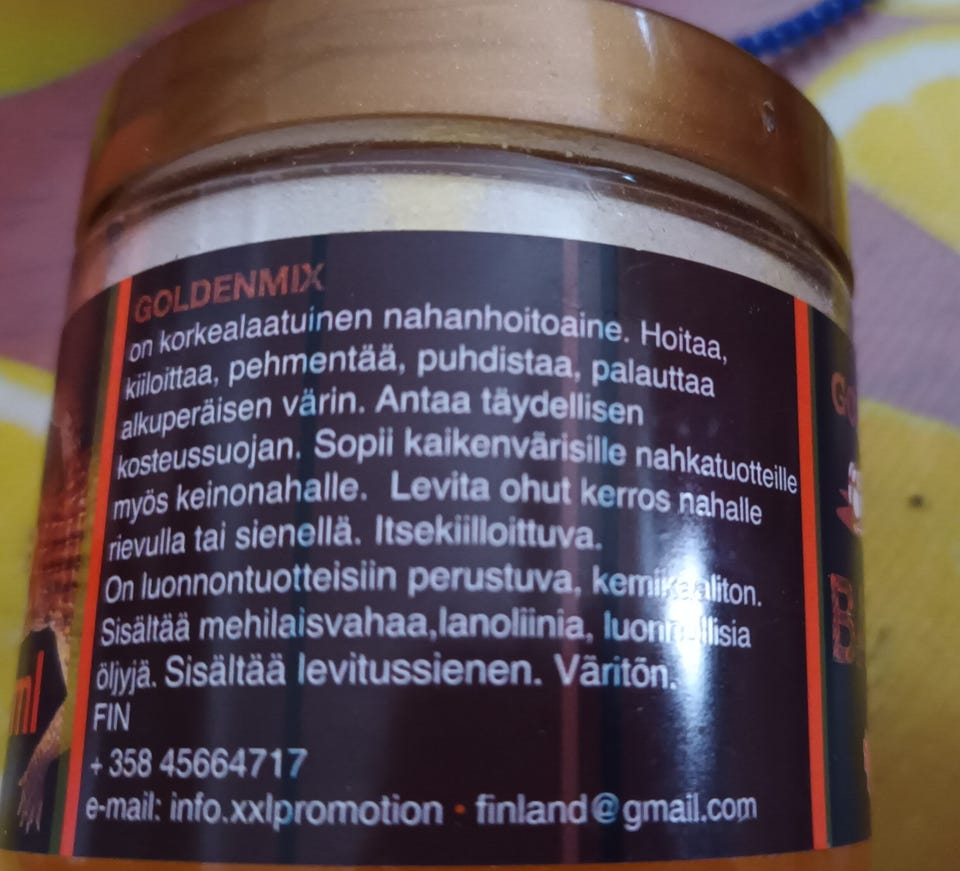 GOLDENMIX
on korkealaatuinen nahanhoitoaine. Hoitaa,
kiiloittaa, pehmentää, puhdistaa, palauttaa
alkuperäisen värin. Antaa täydellisen
kosteussuojan. Sopii kaikenvärisille nahkatuotteille
myös keinonahalle. Levita ohut kerros nahalle
rievulla tai sienellä. Itsekiilloittuva.
On luonnontuotteisiin perustuva, kemikaaliton.
Sisältää mehilaisvahaa,lanoliinia, luonnollisia
öljyjä. Sisältää levitussienen. Väritõn.
FIN
+ 358 45664717
e-mail: info.xxlpromotion • finland@gmail.com
ml